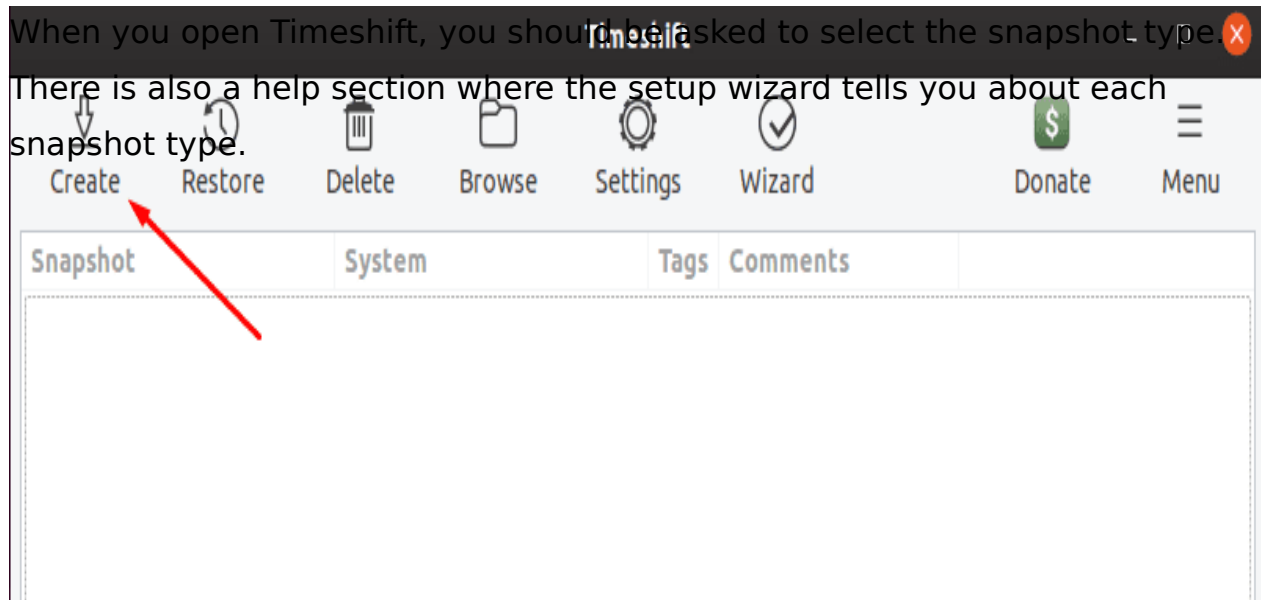 When you open Timeshift, you should be asked to select the snapshot type.
Timeshift
There is also a help section where the setup wizard tells you about each
snapshot type.
Create Restore Delete Browse Settings Wizard Donate Menu
Snapshot System Tags Comments